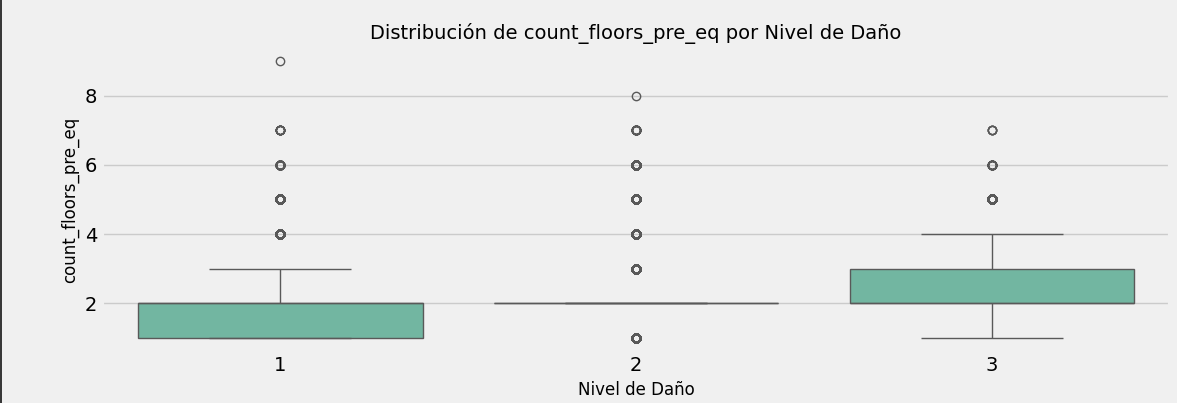 Distribución de count_floors_pre_eq por Nivel de Daño
count_floors_pre_eq
8
6
4
2
1 2 3
Nivel de Daño